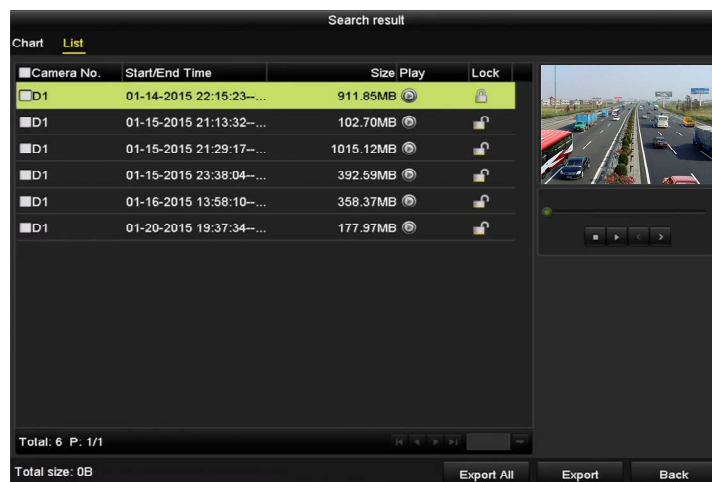 Search result
Chart List
Camera No. Start/End Time Size Play Lock
D1 01-14-2015 22:15:23--... 911.85MB
D1 01-15-2015 21:13:32--... 102.70MB
D1 01-15-2015 21:29:17--... 1015.12MB
D1 01-15-2015 23:38:04--... 392.59MB
D1 01-16-2015 13:58:10--... 358.37MB
D1 01-20-2015 19:37:34--... 177.97MB
Total: 6 P: 1/1
Total size: 0B Export All Export Back